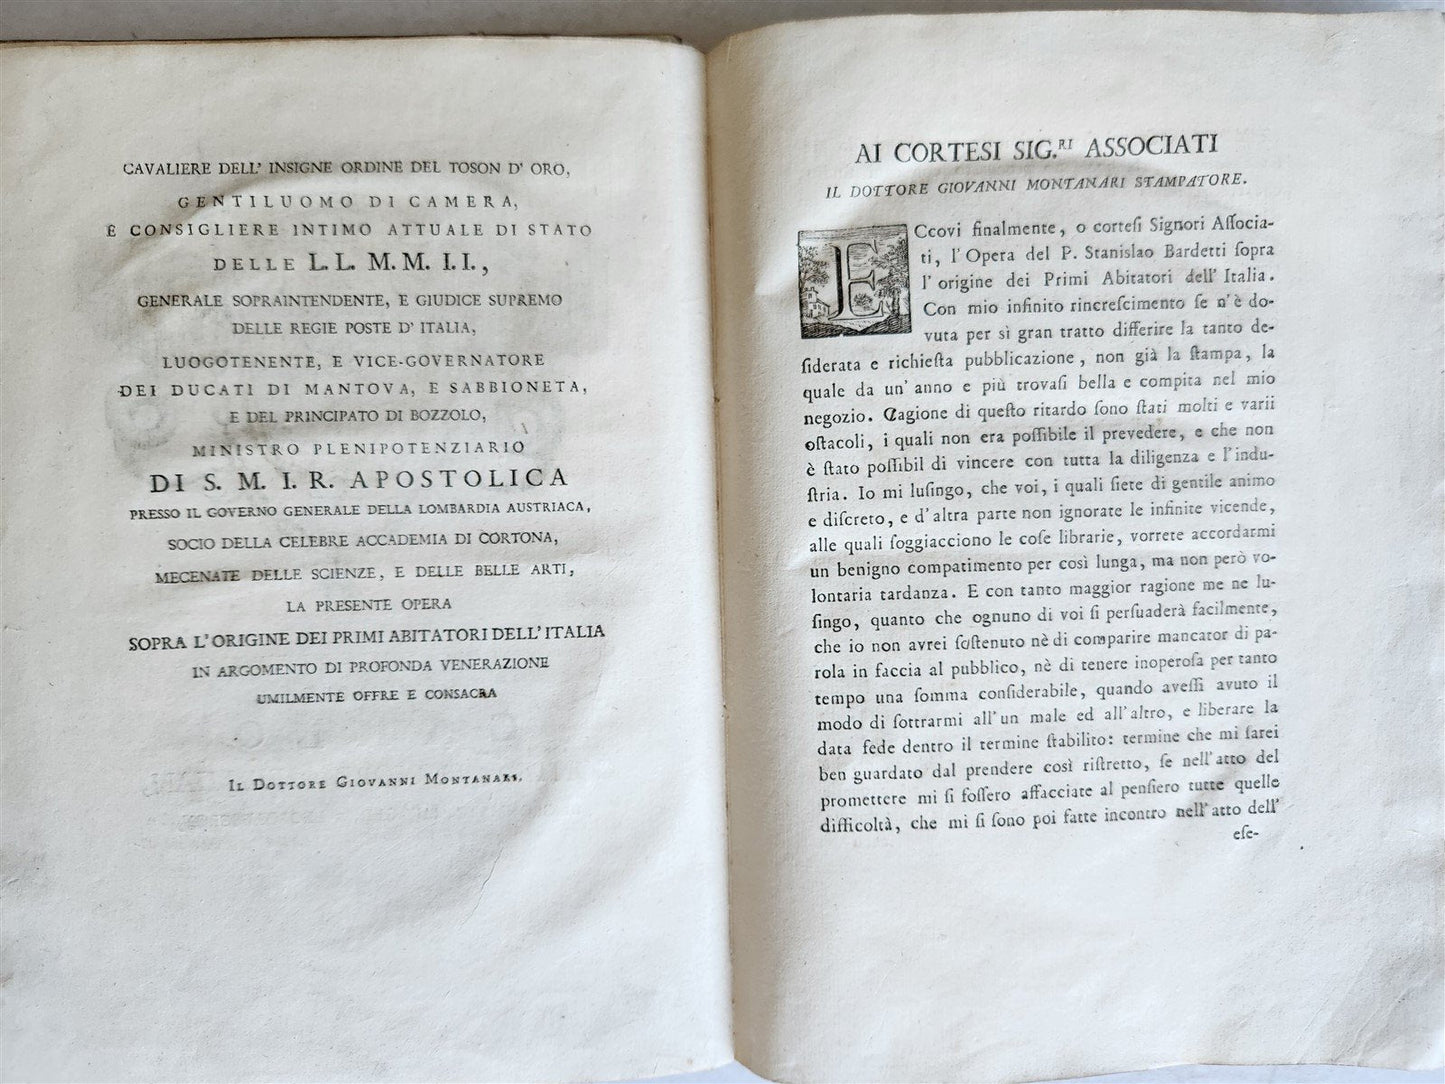 CAVALIERE DELL' INSIGNE ORDINE DEL TOSON D' ORO,
GENTILUOMO DI CAMERA,
E CONSIGLIERE INTIMO ATTUALE DI STATO
DELLE L.L. M.M. I.I.,
GENERALE SOPRAINTENDENTE, E GIUDICE SUPREMO
DELLE REGIE POSTE D' ITALIA,
LUOGOTENENTE, E VICE-GOVERNATORE
DEI DUCATI DI MANTOVA, E SABBIONETA,
E DEL PRINCIPATO DI BOZZOLO,
MINISTRO PLENIPOTENZIARIO
DI S. M. I. R. APOSTOLICA
PRESSO IL GOVERNO GENERALE DELLA LOMBARDIA AUSTRIACA,
SOCIO DELLA CELEBRE ACCADEMIA DI CORTONA,
MECENATE DELLE SCIENZE, E DELLE BELLE ARTI,
LA PRESENTE OPERA
SOPRA L'ORIGINE DEI PRIMI ABITATORI DELL'ITALIA
IN ARGOMENTO DI PROFONDA VENERAZIONE
UMILMENTE OFFRE E CONSACRA
IL DOTTORE GIOVANNI MONTANARI.
AI CORTESI SIG.RI ASSOCIATI
IL DOTTORE GIOVANNI MONTANARI STAMPATORE.
ECcovi finalmente, o corteſi Signori Aſſocia-
ti, l'Opera del P. Stanislao Bardetti ſopra
l'origine dei Primi Abitatori dell'Italia.
Con mio infinito rincreſcimento ſe n'è do-
vuta per sì gran tratto differire la tanto de-
ſiderata e richieſta pubblicazione, non già la ſtampa, la
quale da un'anno e più trovaſi bella e compita nel mio
negozio. Cagione di queſto ritardo ſono ſtati molti e varii
oſtacoli, i quali non era poſſibile il prevedere, e che non
è ſtato poſſibil di vincere con tutta la diligenza e l'indu-
ſtria. Io mi luſingo, che voi, i quali ſiete di gentile animo
e diſcreto, e d'altra parte non ignorate le infinite vicende,
alle quali ſoggiacciono le coſe librarie, vorrete accordarmi
un benigno compatimento per così lunga, ma non però vo-
lontaria tardanza. E con tanto maggior ragione me ne lu-
ſingo, quanto che ognuno di voi ſi perſuaderà facilmente,
che io non avrei ſoſtenuto nè di comparire mancator di pa-
rola in faccia al pubblico, nè di tenere inoperoſa per tanto
tempo una ſomma conſiderabile, quando aveſſi avuto il
modo di ſottrarmi all'un male ed all'altro, e liberare la
data fede dentro il termine ſtabilito: termine che mi ſarei
ben guardato dal prendere così riſtretto, ſe nell'atto del
promettere mi ſi foſſero affacciate al penſiero tutte quelle
difficoltà, che mi ſi ſono poi fatte incontro nell'atto dell'
eſe-